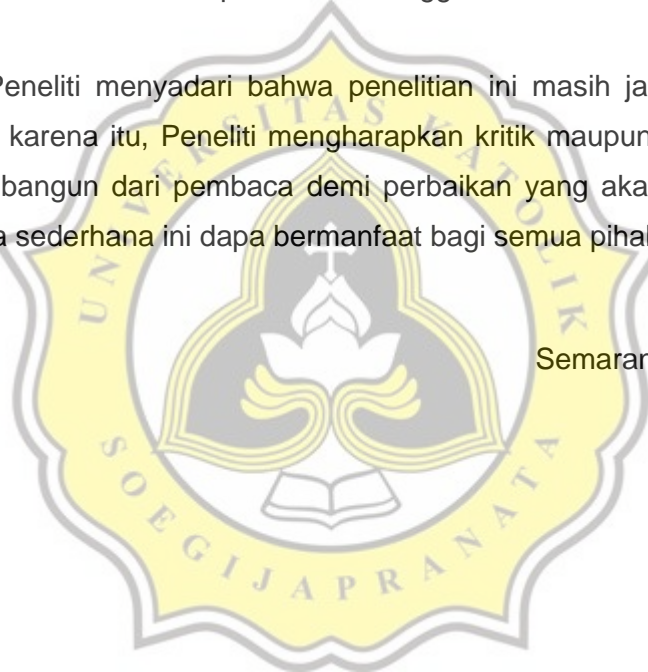 Peneliti menyadari bahwa penelitian ini masih ja
karena itu, Peneliti mengharapkan kritik maupun
bangun dari pembaca demi perbaikan yang aka
a sederhana ini dapa bermanfaat bagi semua pihak
Semaran
UNIVERSITAS KATOLIK
SOEGIJAPRANATA